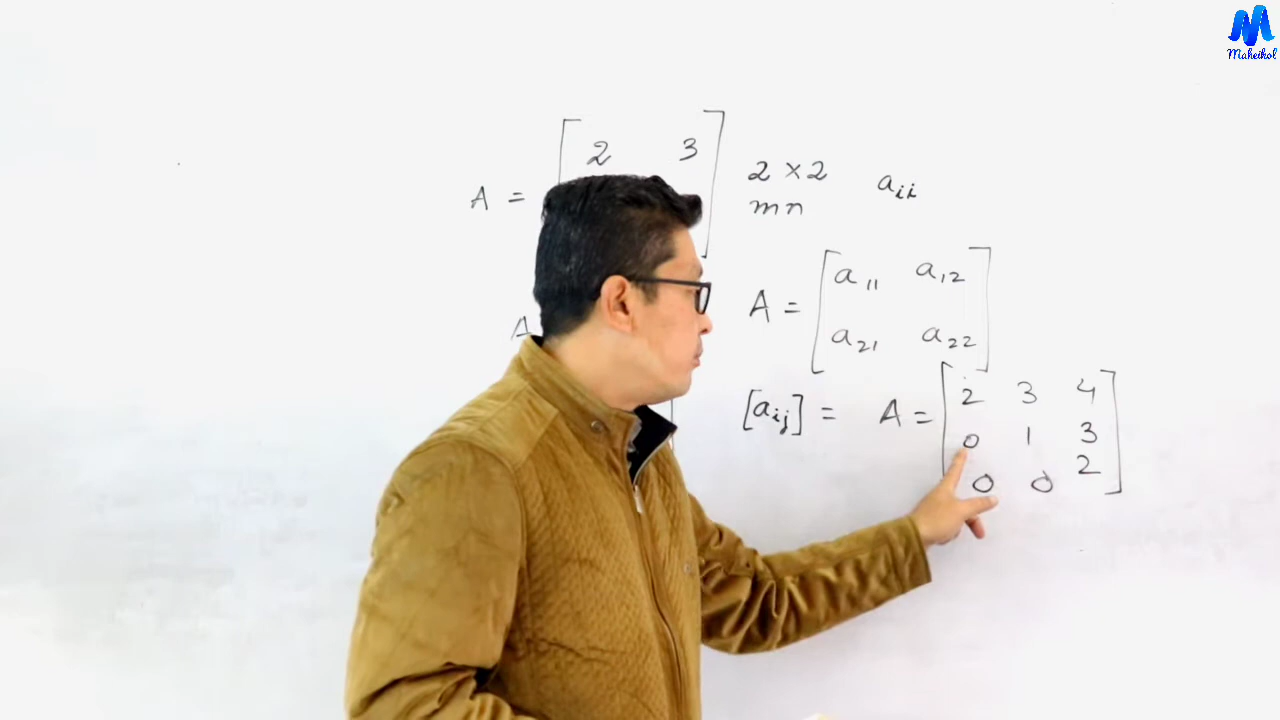 Maheikol
A = [ 2 3
2 × 2
mn
a_ii
A = [ a_11 a_12
a_21 a_22 ]
A
[a_ij] = A = [ 2 3 4
0 1 3
0 0 2 ]